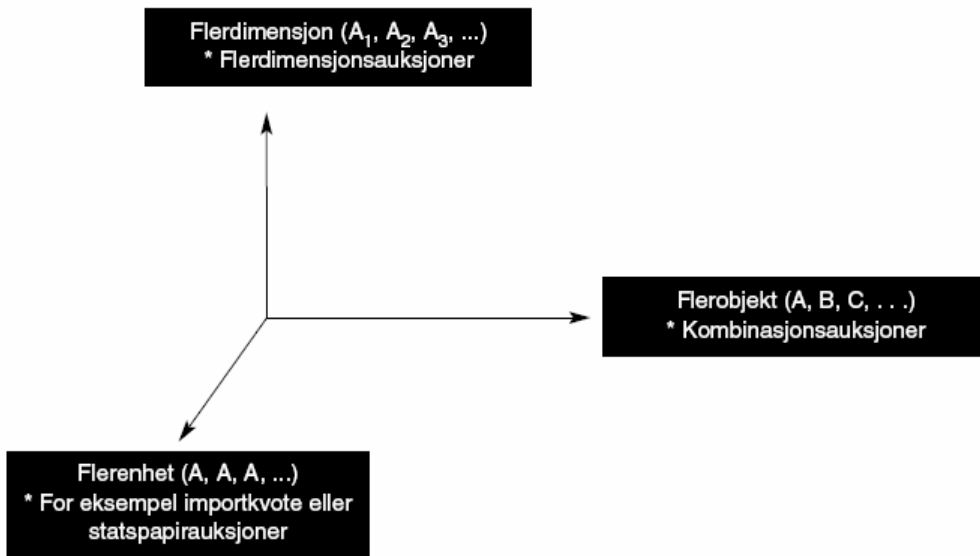 Flerdimensjon (A₁, A₂, A₃, ...)
* Flerdimensjonsauksjoner
Flerobjekt (A, B, C, . . .)
* Kombinasjonsauksjoner
Flerenhet (A, A, A, ...)
* For eksempel importkvote eller
statspapirauksjoner